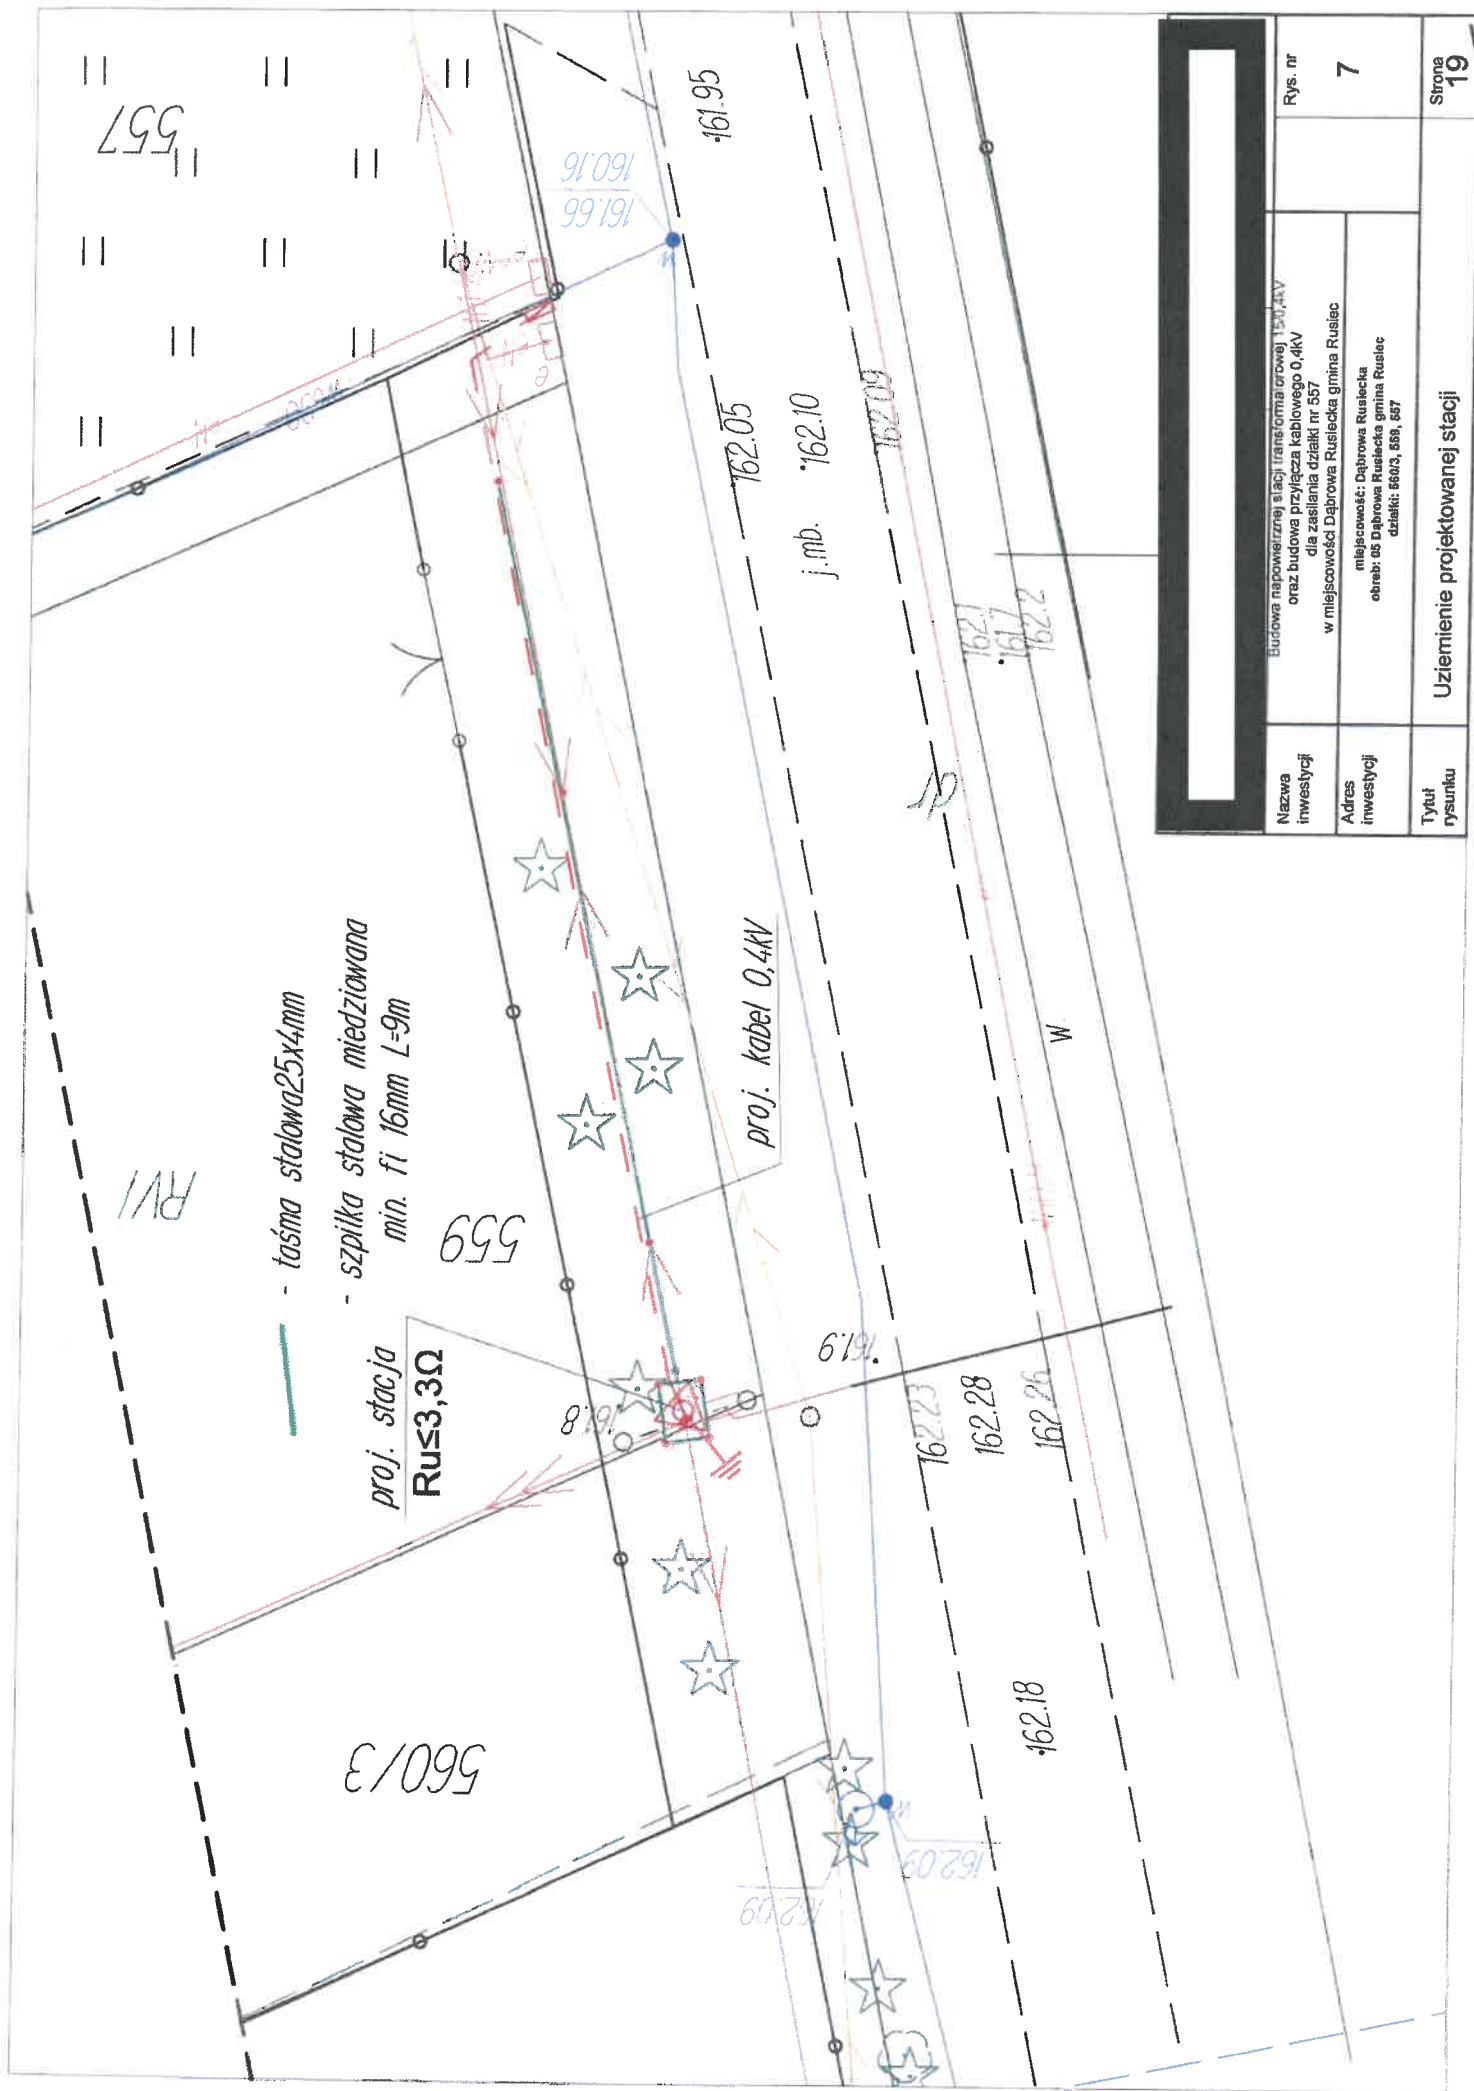 557
161.66
160.16
161.95
162.05
162.10
j.mb.
162.09
162.1
161.7
162.2
dr
RVI
- taśma stalowa25x4mm
- szpilka stalowa miedziowana
min. fi 16mm L=9m
559
proj. stacja
Ru≤3,3Ω
proj. kabel 0,4kV
W
161.8
161.9
162.23
162.28
162.26
560/3
162.18
162.09
162.09
e
w
Nazwa
inwestycji
Budowa napowietrznej stacji transformatorowej 15/0,4kV
oraz budowa przyłącza kablowego 0,4kV
dla zasilania działki nr 557
w miejscowości Dąbrowa Rusiecka gmina Rusiec
Rys. nr
7
Adres
inwestycji
miejscowość: Dąbrowa Rusiecka
obręb: 05 Dąbrowa Rusiecka gmina Rusiec
działki: 560/3, 559, 557
Tytuł
rysunku
Uziemienie projektowanej stacji
Strona
19